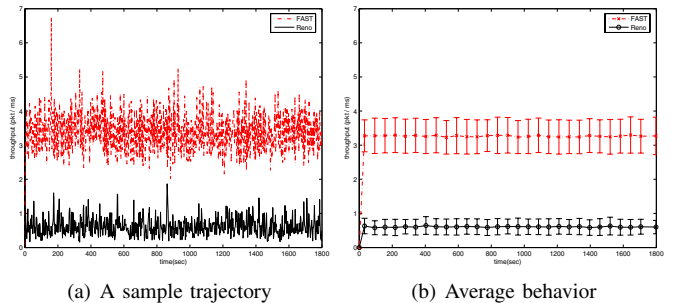 FAST
Reno
8
7
6
5
4
3
2
1
0
throughput (pkt / ms)
0 200 400 600 800 1000 1200 1400 1600 1800
time(sec)
(a) A sample trajectory
FAST
Reno
7
6
5
4
3
2
1
0
throughput (pkt / ms)
0 200 400 600 800 1000 1200 1400 1600 1800
time(sec)
(b) Average behavior